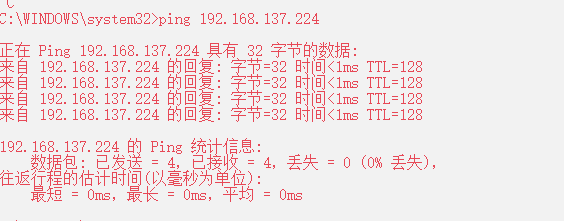 C
C:\WINDOWS\system32>ping 192.168.137.224
正在 Ping 192.168.137.224 具有 32 字节的数据:
来自 192.168.137.224 的回复: 字节=32 时间<1ms TTL=128
来自 192.168.137.224 的回复: 字节=32 时间<1ms TTL=128
来自 192.168.137.224 的回复: 字节=32 时间<1ms TTL=128
来自 192.168.137.224 的回复: 字节=32 时间<1ms TTL=128
192.168.137.224 的 Ping 统计信息:
数据包: 已发送 = 4，已接收 = 4，丢失 = 0 (0% 丢失)，
往返行程的估计时间(以毫秒为单位):
最短 = 0ms，最长 = 0ms，平均 = 0ms